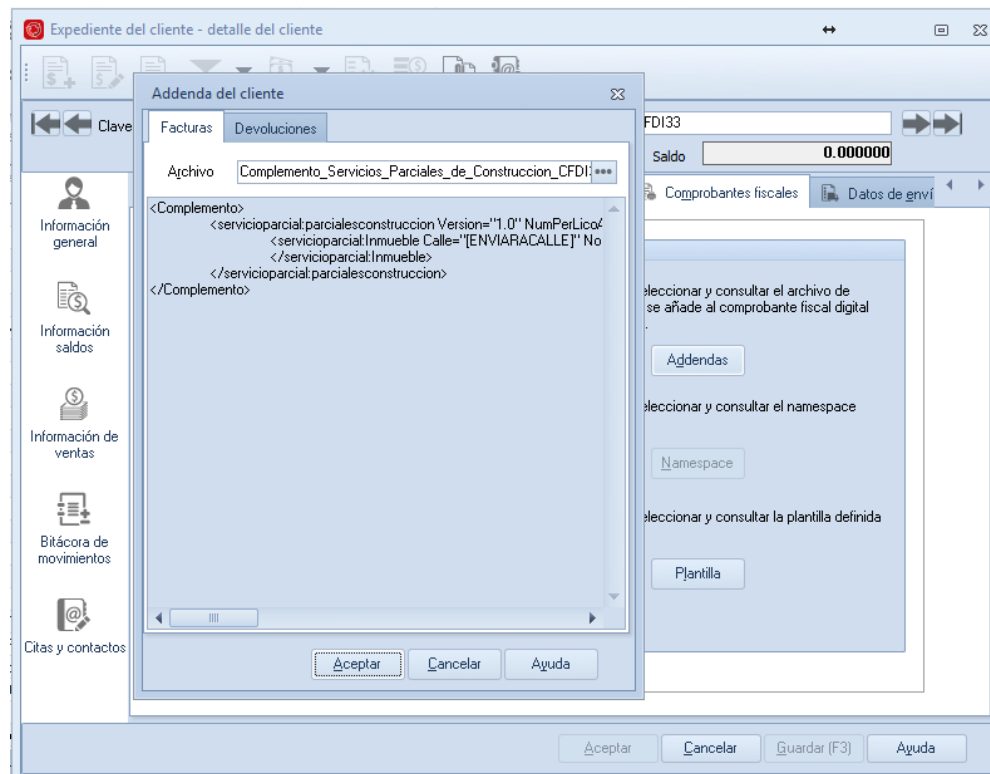 Expediente del cliente - detalle del cliente
Addenda del cliente
Clave
FDI33
Saldo
0.000000
Facturas
Devoluciones
Comprobantes fiscales
Datos de enví
Archivo
Complemento_Servicios_Parciales_de_Construccion_CFDI
<Complemento>
<servicioparcial:parcialesconstruccion Version="1.0" NumPerLicoA
<servicioparcial:Inmueble Calle="[ENVIARACALLE]" No
</servicioparcial:Inmueble>
</servicioparcial:parcialesconstruccion>
</Complemento>
Información
general
Información
saldos
Información de
ventas
Bitácora de
movimientos
Citas y contactos
eleccionar y consultar el archivo de
se añade al comprobante fiscal digital
.
Addendas
eleccionar y consultar el namespace
Namespace
eleccionar y consultar la plantilla definida
Plantilla
Aceptar
Cancelar
Ayuda
Aceptar
Cancelar
Guardar (F3)
Ayuda